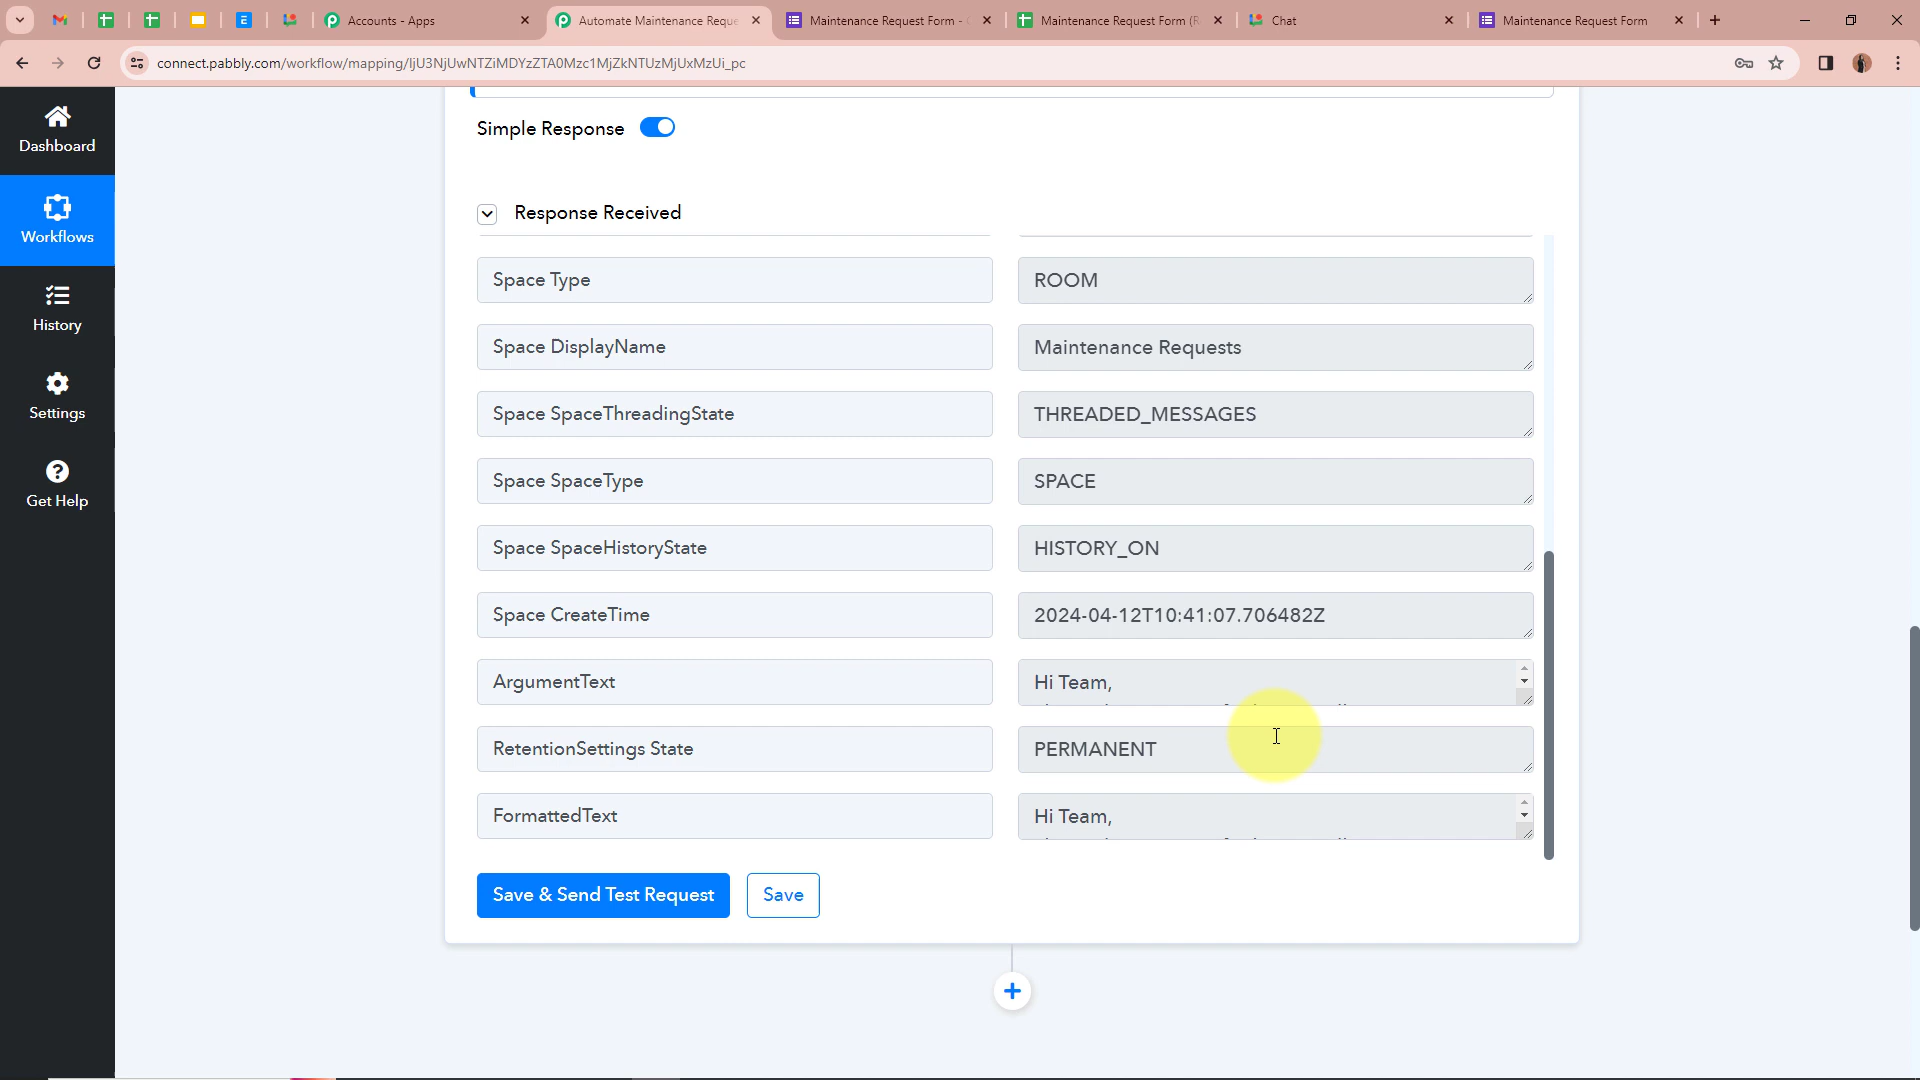 Accounts - Apps
Automate Maintenance Reque
Maintenance Request Form -
Maintenance Request Form (R
Chat
Maintenance Request Form
connect.pabbly.com/workflow/mapping/IjU3NjUwNTZiMDYzZTA0Mzc1MjZkNTUzMjUxMzUi_pc
Dashboard
Workflows
History
Settings
Get Help
Simple Response
Response Received
Space Type
ROOM
Space DisplayName
Maintenance Requests
Space SpaceThreadingState
THREADED_MESSAGES
Space SpaceType
SPACE
Space SpaceHistoryState
HISTORY_ON
Space CreateTime
2024-04-12T10:41:07.706482Z
ArgumentText
Hi Team,
RetentionSettings State
PERMANENT
FormattedText
Hi Team,
Save & Send Test Request
Save